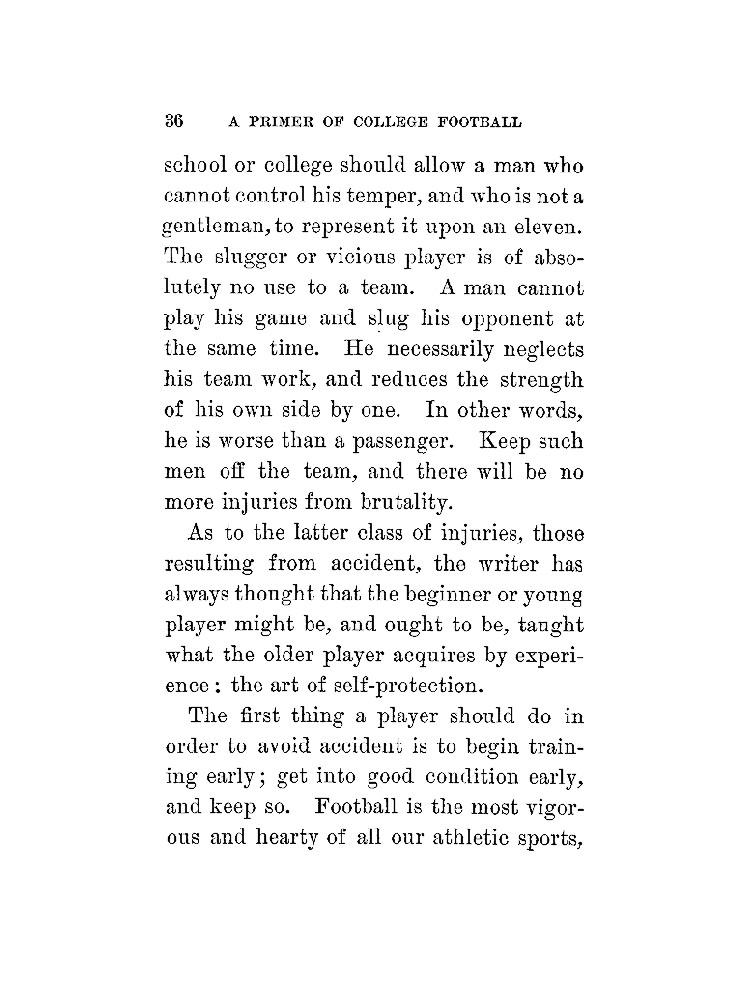 36 A PRIMER OF COLLEGE FOOTBALL
school or college should allow a man who
cannot control his temper, and who is not a
gentleman, to represent it upon an eleven.
The slugger or vicious player is of abso-
lutely no use to a team. A man cannot
play his game and slug his opponent at
the same time. He necessarily neglects
his team work, and reduces the strength
of his own side by one. In other words,
he is worse than a passenger. Keep such
men off the team, and there will be no
more injuries from brutality.
As to the latter class of injuries, those
resulting from accident, the writer has
always thought that the beginner or young
player might be, and ought to be, taught
what the older player acquires by experi-
ence : the art of self-protection.
The first thing a player should do in
order to avoid accident is to begin train-
ing early ; get into good condition early,
and keep so. Football is the most vigor-
ous and hearty of all our athletic sports,